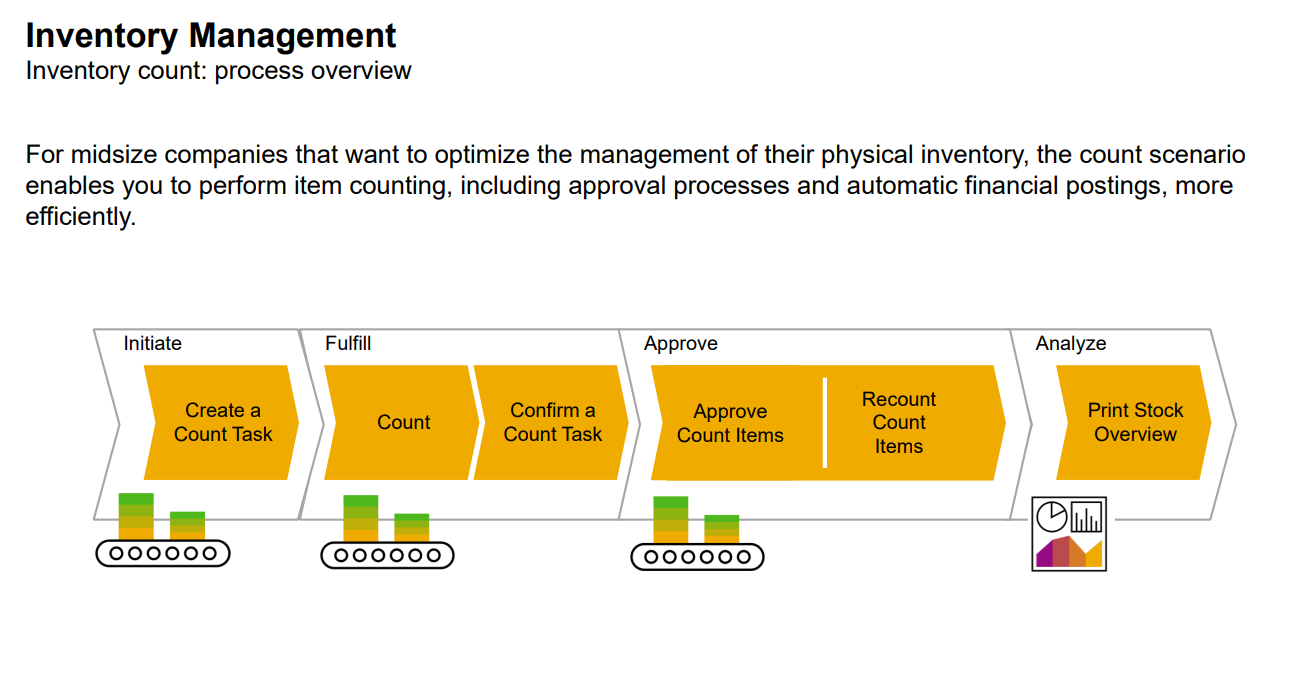 Inventory Management
Inventory count: process overview
For midsize companies that want to optimize the management of their physical inventory, the count scenario
enables you to perform item counting, including approval processes and automatic financial postings, more
efficiently.
Initiate
Create a
Count Task
Fulfill
Count
Confirm a
Count Task
Approve
Approve
Count Items
Recount
Count
Items
Analyze
Print Stock
Overview